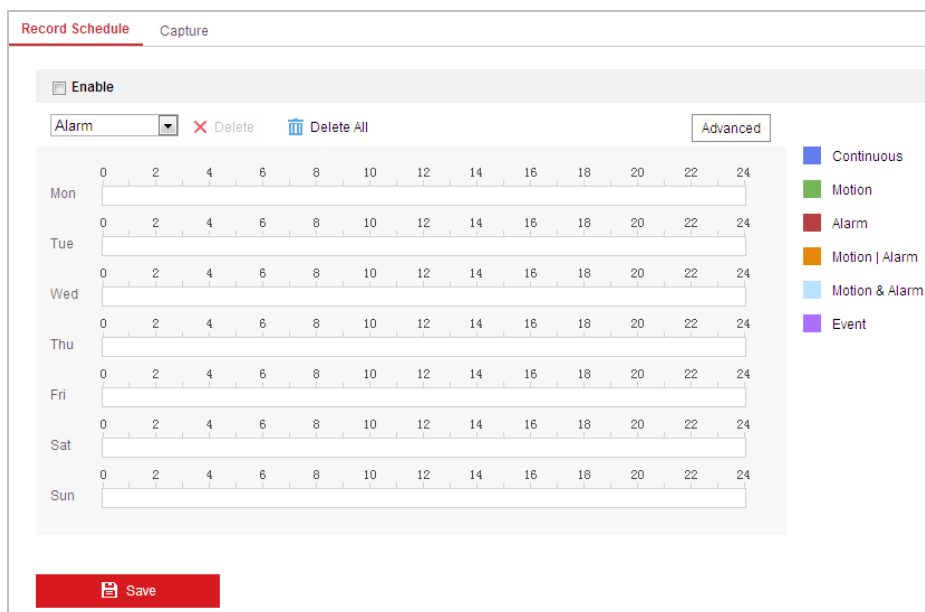 Record Schedule Capture
Enable
Alarm Delete Delete All Advanced
0 2 4 6 8 10 12 14 16 18 20 22 24
Mon
0 2 4 6 8 10 12 14 16 18 20 22 24
Tue
0 2 4 6 8 10 12 14 16 18 20 22 24
Wed
0 2 4 6 8 10 12 14 16 18 20 22 24
Thu
0 2 4 6 8 10 12 14 16 18 20 22 24
Fri
0 2 4 6 8 10 12 14 16 18 20 22 24
Sat
0 2 4 6 8 10 12 14 16 18 20 22 24
Sun
Continuous
Motion
Alarm
Motion | Alarm
Motion & Alarm
Event
Save